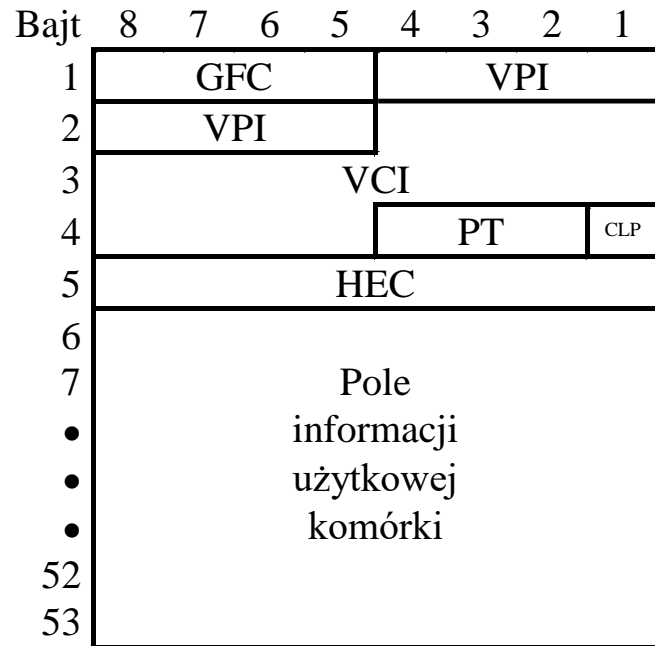 Bajt 8 7 6 5 4 3 2 1
1 GFC VPI
2 VPI
3 VCI
4 PT CLP
5 HEC
6
7 Pole
• informacji
• użytkowej
• komórki
52
53